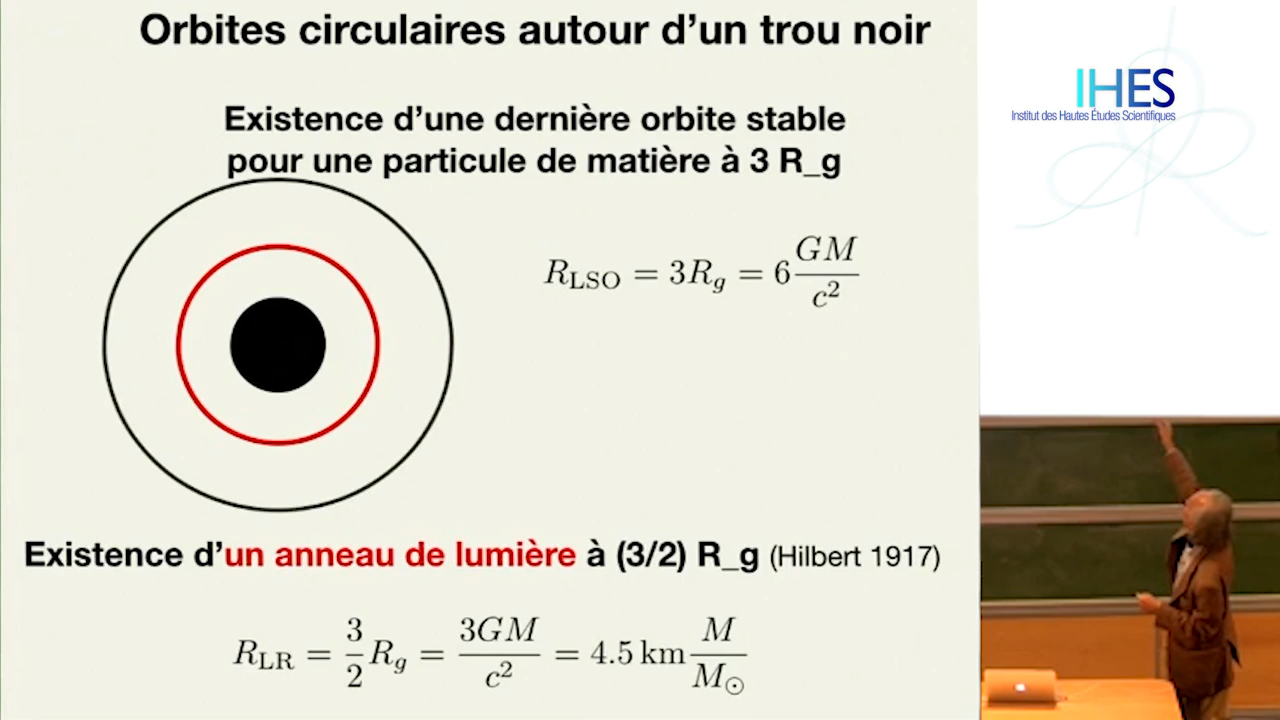 Orbites circulaires autour d'un trou noir
Existence d'une dernière orbite stable
pour une particule de matière à 3 R_g
R_LSO = 3R_g = 6 GM/c²
Existence d'un anneau de lumière à (3/2) R_g (Hilbert 1917)
R_LR = 3/2 R_g = 3GM/c² = 4.5 km M/M_☉
IHES
Institut des Hautes Études Scientifiques